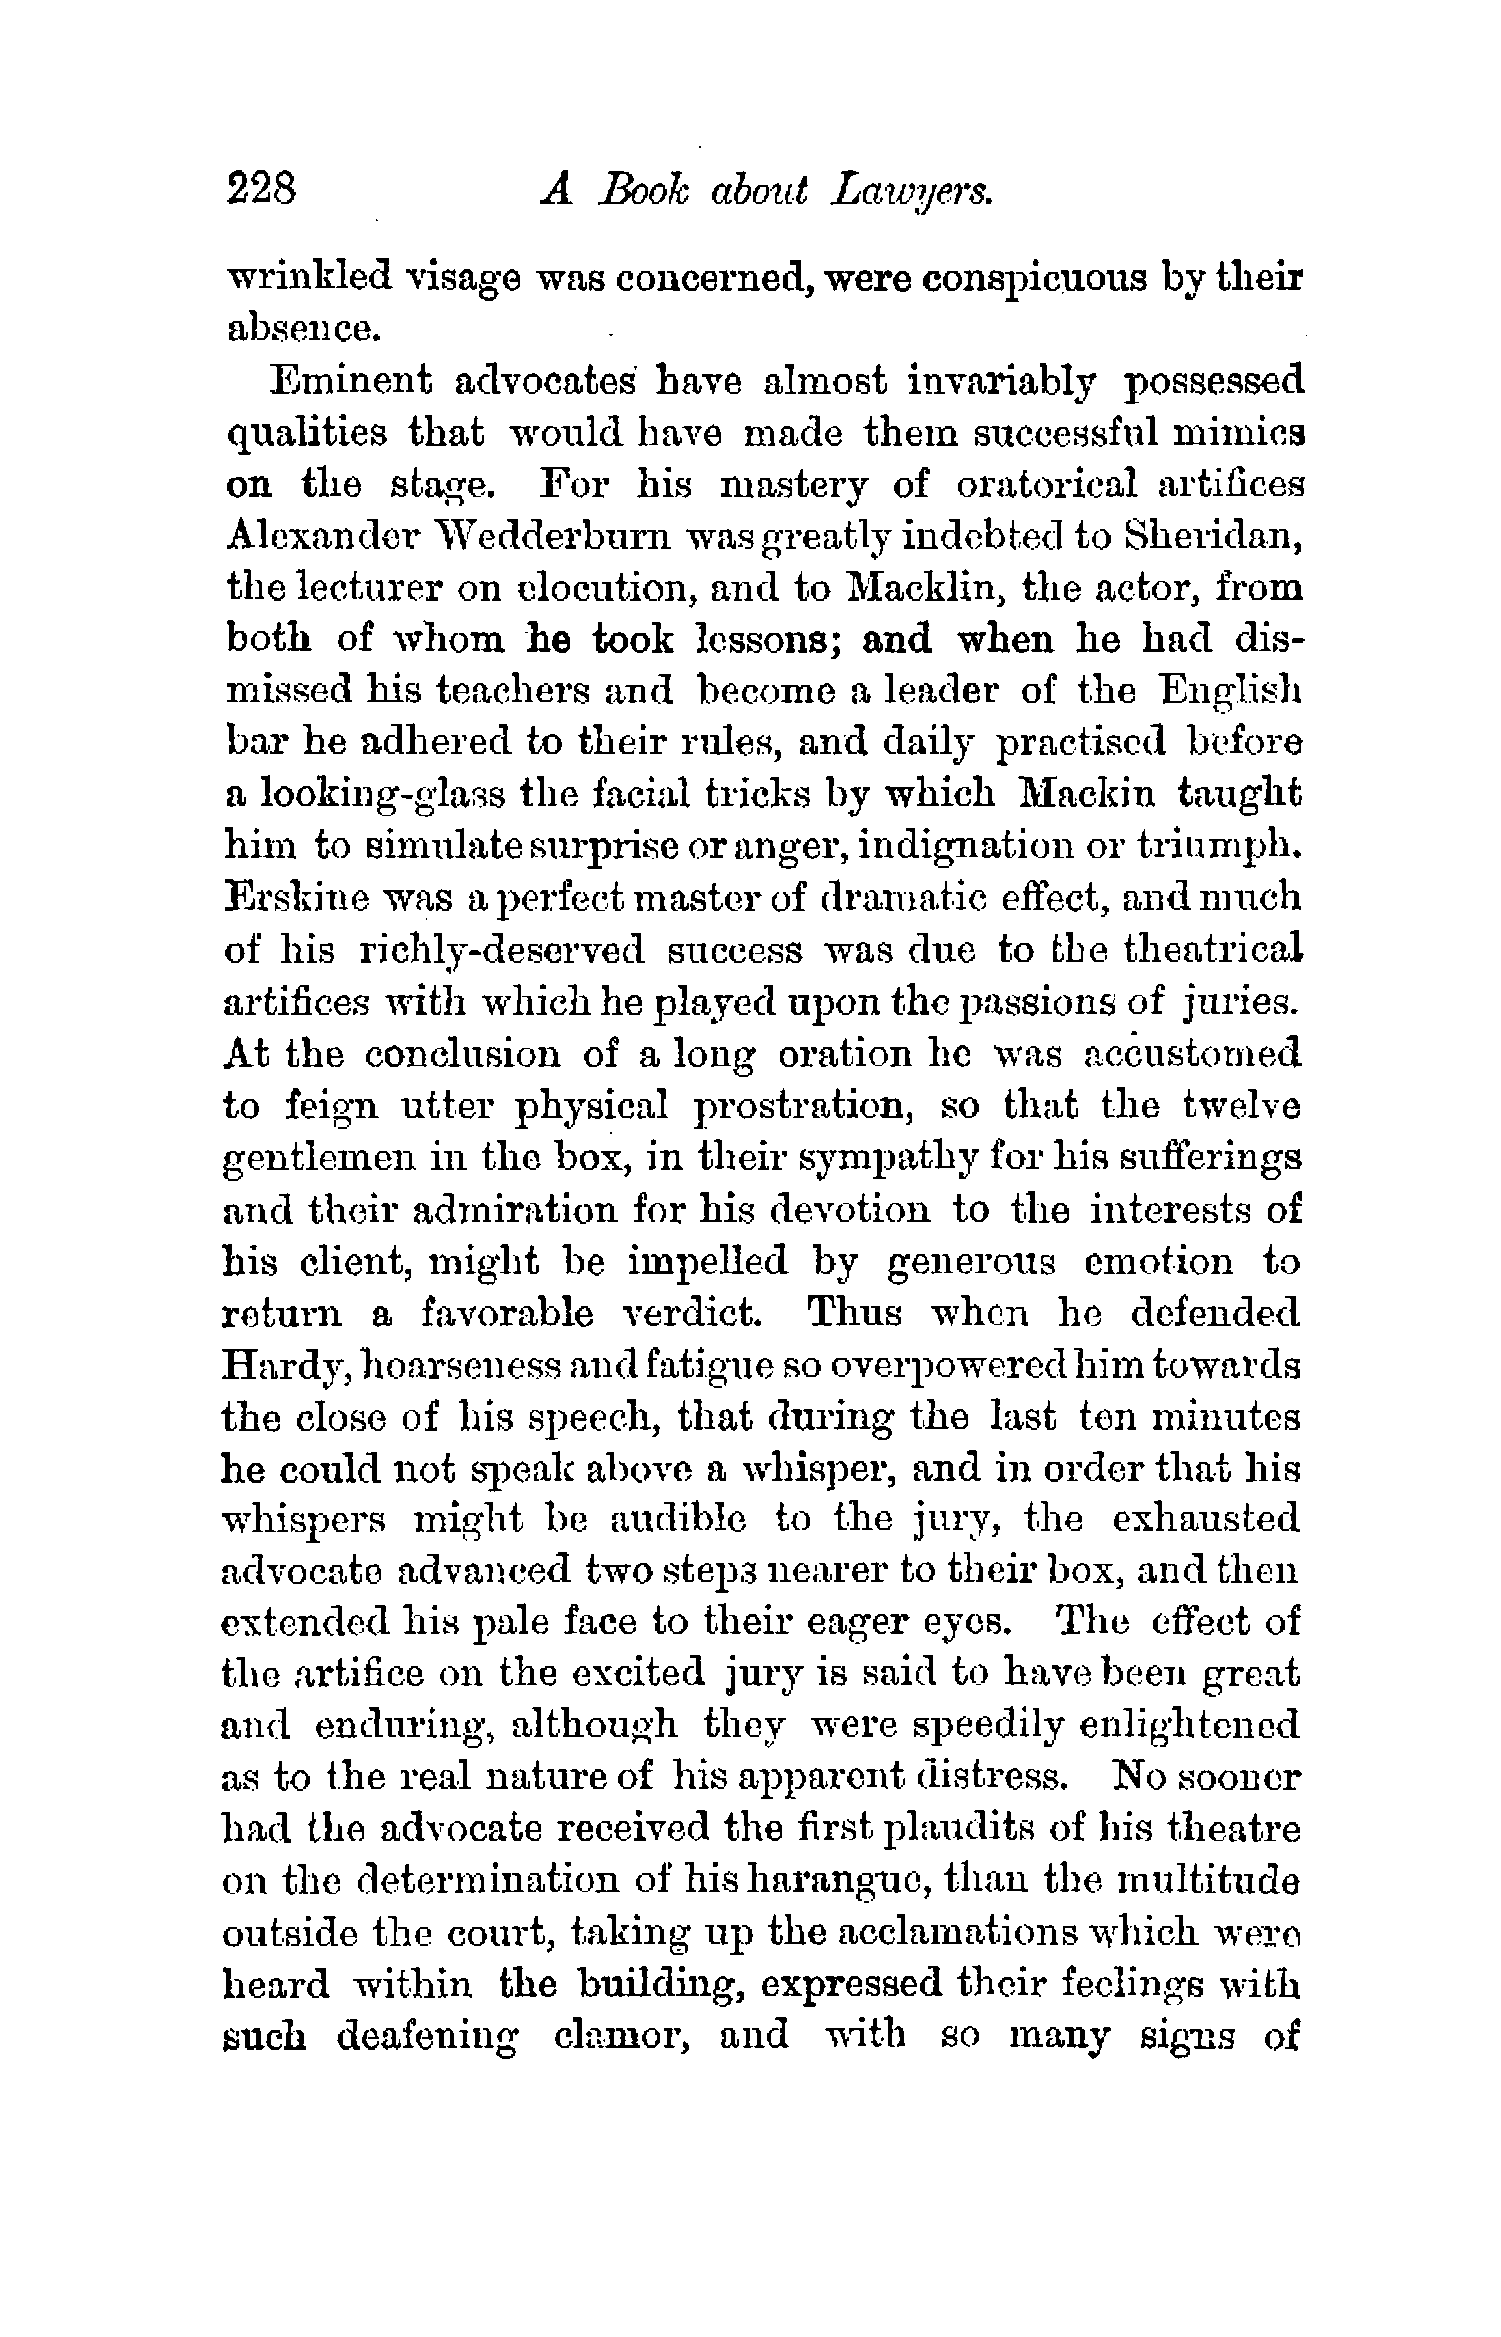 228 A Book about Lawyers.
wrinkled visage was concerned, were conspicuous by their
absence.
Eminent advocates have almost invariably possessed
qualities that would have made them successful mimics
on the stage. For his mastery of oratorical artifices
Alexander Wedderburn was greatly indebted to Sheridan,
the lecturer on elocution, and to Macklin, the actor, from
both of whom he took lessons; and when he had dis-
missed his teachers and become a leader of the English
bar he adhered to their rules, and daily practised before
a looking-glass the facial tricks by which Mackin taught
him to simulate surprise or anger, indignation or triumph.
Erskine was a perfect master of dramatic effect, and much
of his richly-deserved success was due to the theatrical
artifices with which he played upon the passions of juries.
At the conclusion of a long oration he was accustomed
to feign utter physical prostration, so that the twelve
gentlemen in the box, in their sympathy for his sufferings
and their admiration for his devotion to the interests of
his client, might be impelled by generous emotion to
return a favorable verdict. Thus when he defended
Hardy, hoarseness and fatigue so overpowered him towards
the close of his speech, that during the last ten minutes
he could not speak above a whisper, and in order that his
whispers might be audible to the jury, the exhausted
advocate advanced two steps nearer to their box, and then
extended his pale face to their eager eyes. The effect of
the artifice on the excited jury is said to have been great
and enduring, although they were speedily enlightened
as to the real nature of his apparent distress. No sooner
had the advocate received the first plaudits of his theatre
on the determination of his harangue, than the multitude
outside the court, taking up the acclamations which were
heard within the building, expressed their feelings with
such deafening clamor, and with so many signs of